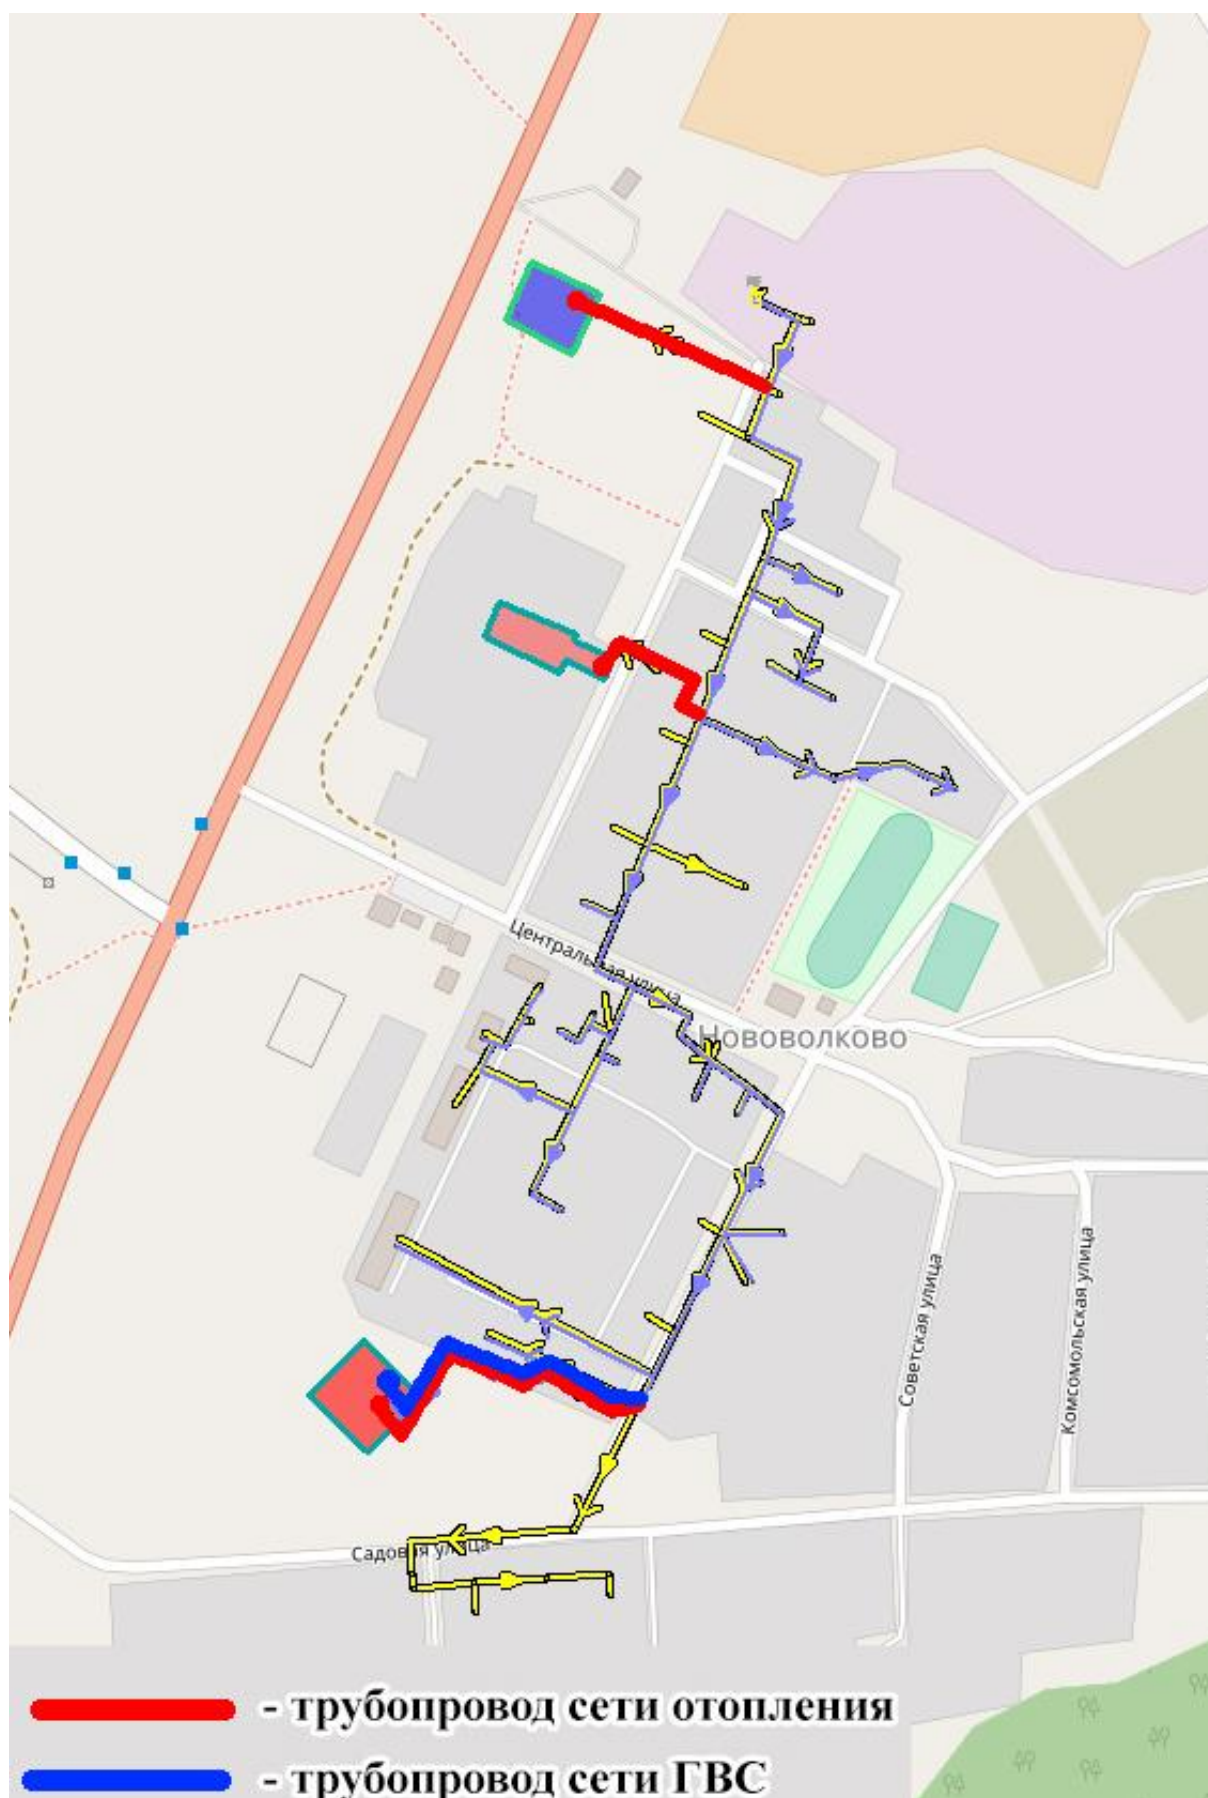 Центральная улица
Нововолково
Советская улица
Комсомольская улица
Садовая улица
- трубопровод сети отопления
- трубопровод сети ГВС